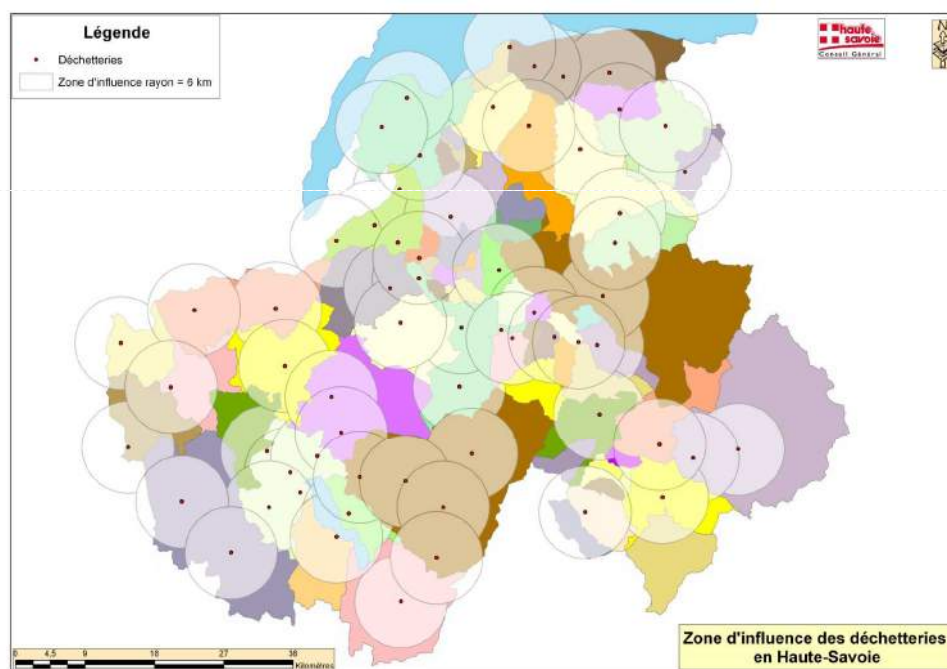 Légende
Déchetteries
Zone d'influence rayon = 6 km
haute
savoie
Conseil Général
N
0 4,5 9 18 27 36
Kilomètres
Zone d'influence des déchetteries
en Haute-Savoie